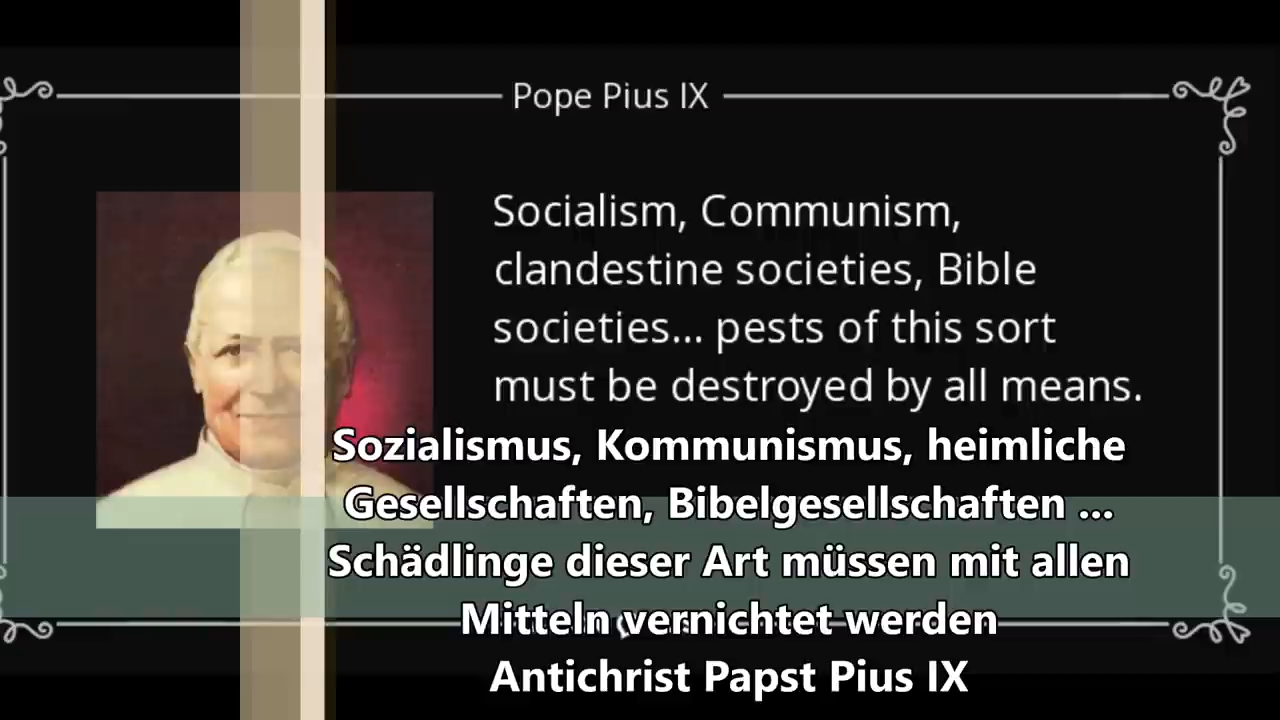 Pope Pius IX
Socialism, Communism,
clandestine societies, Bible
societies... pests of this sort
must be destroyed by all means.
Sozialismus, Kommunismus, heimliche
Gesellschaften, Bibelgesellschaften ...
Schädlinge dieser Art müssen mit allen
Mitteln vernichtet werden
Antichrist Papst Pius IX